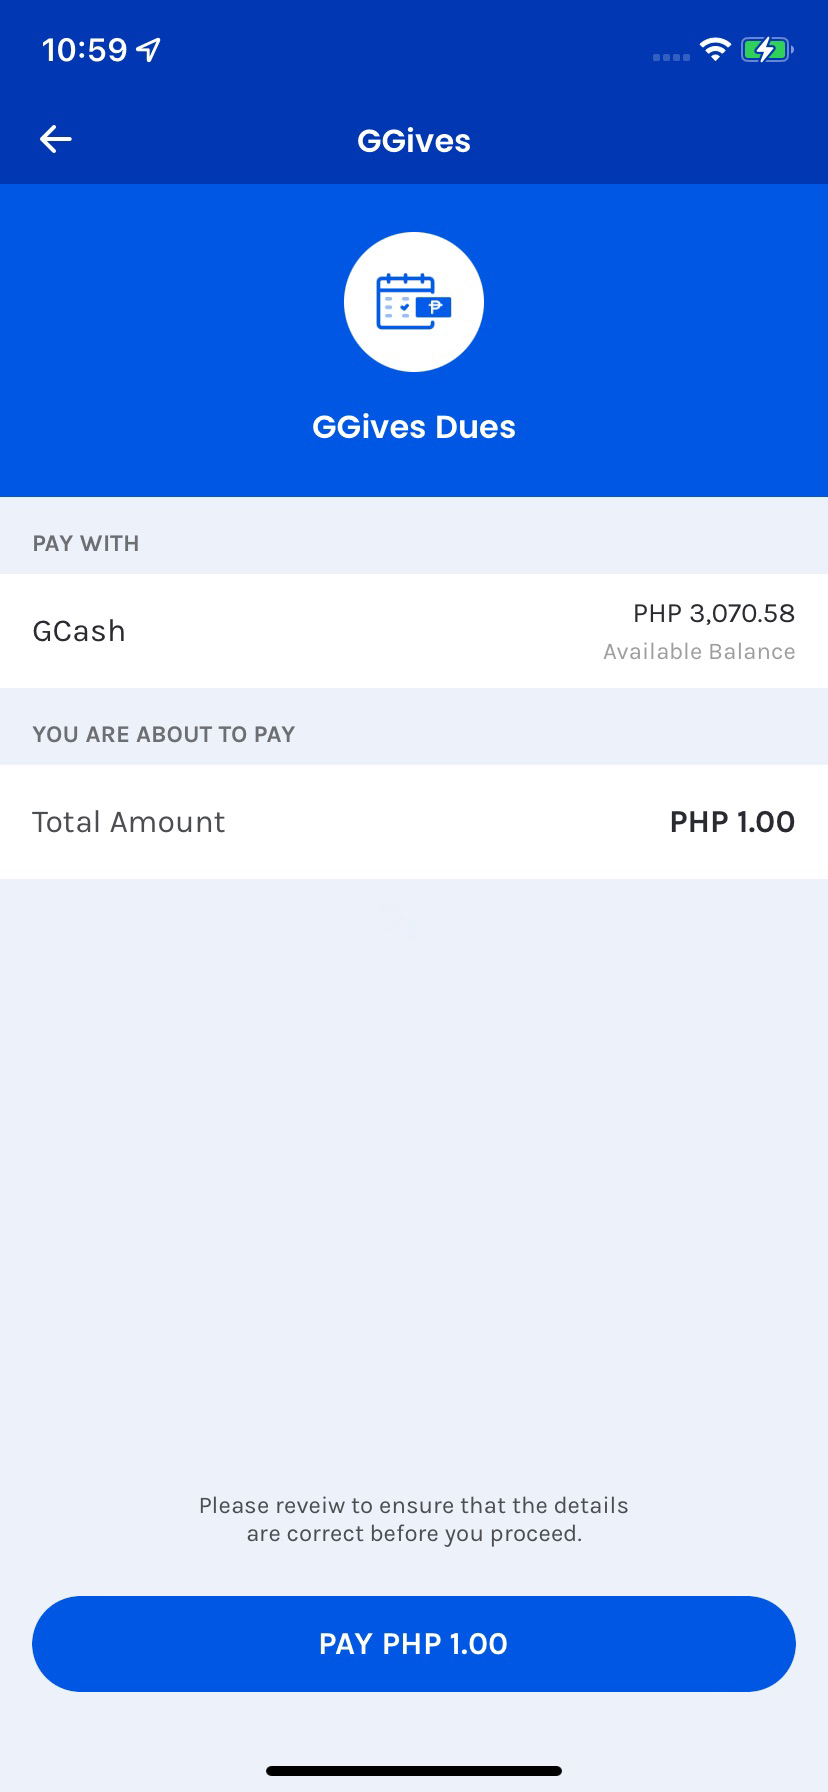 10:59
GGives
₱
GGives Dues
PAY WITH
GCash
PHP 3,070.58
Available Balance
YOU ARE ABOUT TO PAY
Total Amount
PHP 1.00
Please reveiw to ensure that the details
are correct before you proceed.
PAY PHP 1.00